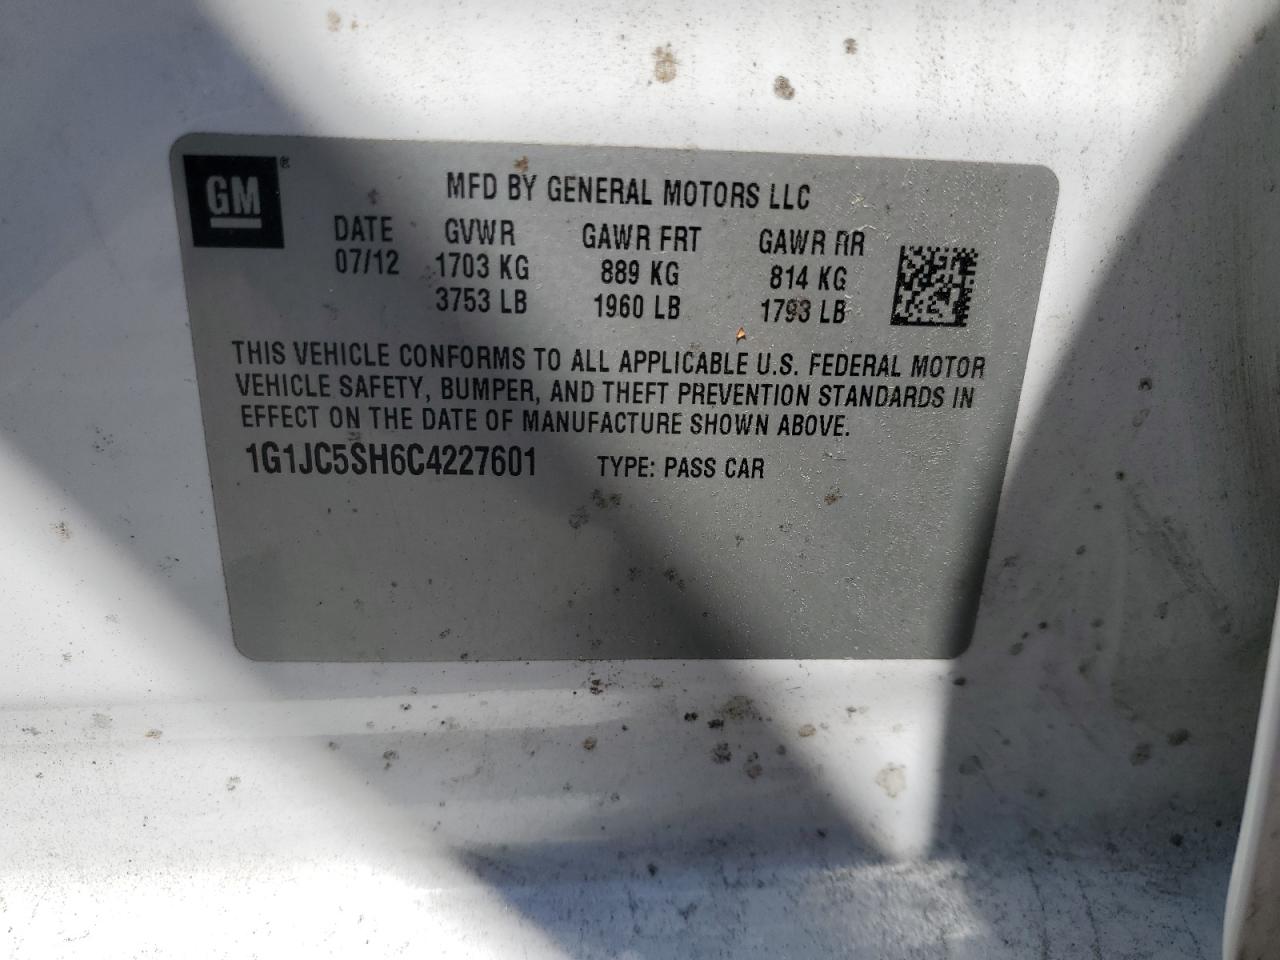 GM®
MFD BY GENERAL MOTORS LLC
DATE GVWR GAWR FRT GAWR RR
07/12 1703 KG 889 KG 814 KG
3753 LB 1960 LB 1793 LB
THIS VEHICLE CONFORMS TO ALL APPLICABLE U.S. FEDERAL MOTOR
VEHICLE SAFETY, BUMPER, AND THEFT PREVENTION STANDARDS IN
EFFECT ON THE DATE OF MANUFACTURE SHOWN ABOVE.
1G1JC5SH6C4227601 TYPE: PASS CAR